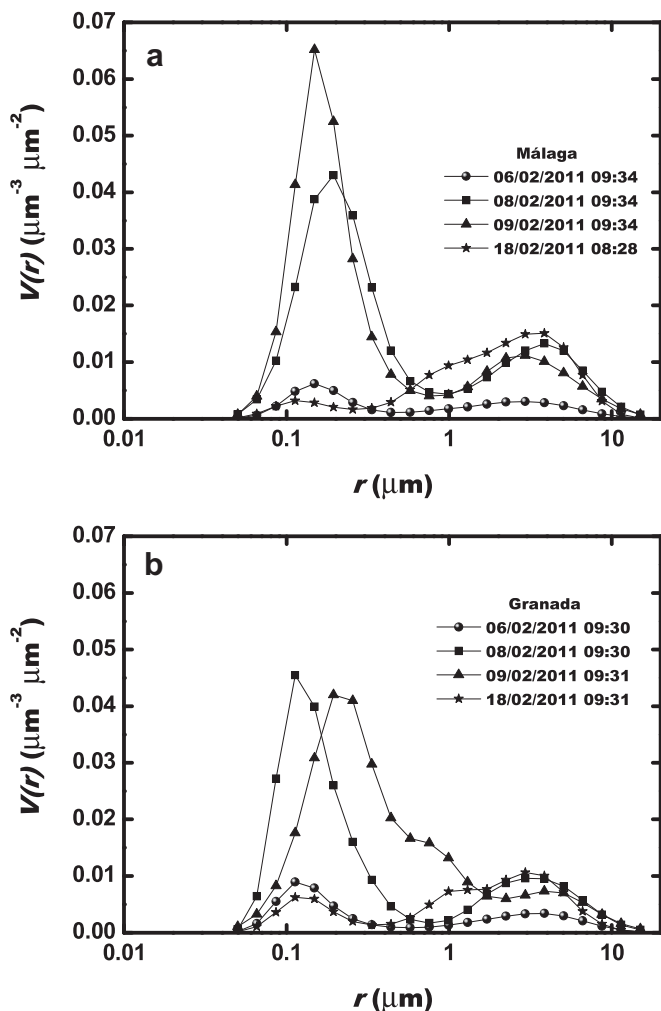 a
0.07
0.06
0.05
0.04
0.03
0.02
0.01
0.00
V(r) (μm⁻³ μm⁻²)
Málaga
06/02/2011 09:34
08/02/2011 09:34
09/02/2011 09:34
18/02/2011 08:28
0.01 0.1 1 10
r (μm)
b
0.07
0.06
0.05
0.04
0.03
0.02
0.01
0.00
V(r) (μm⁻³ μm⁻²)
Granada
06/02/2011 09:30
08/02/2011 09:30
09/02/2011 09:31
18/02/2011 09:31
0.01 0.1 1 10
r (μm)